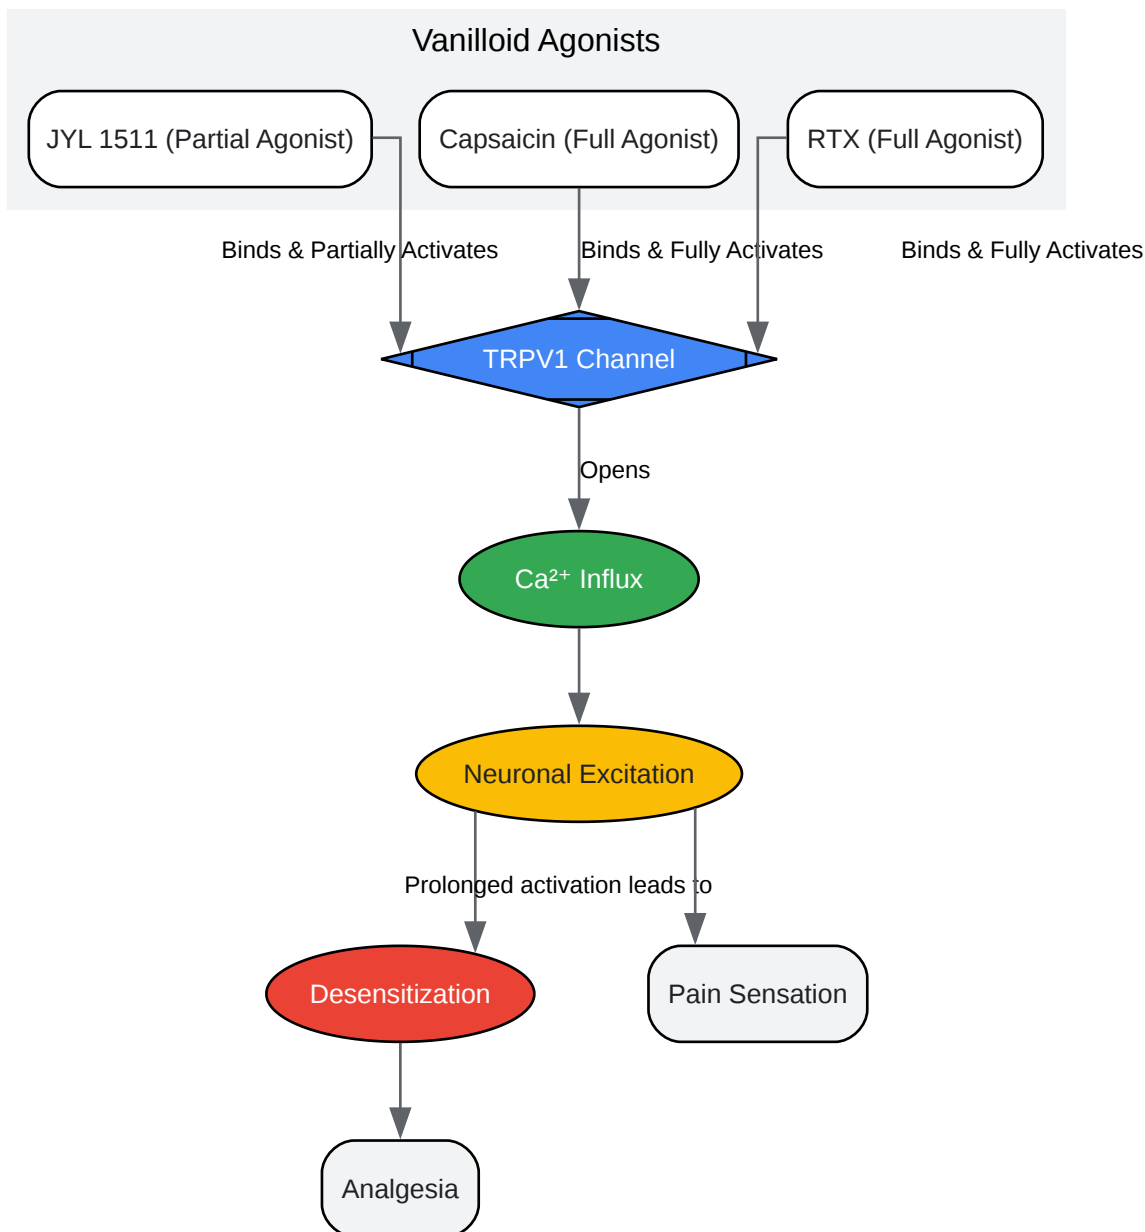 Vanilloid Agonists
JYL 1511 (Partial Agonist)
Capsaicin (Full Agonist)
RTX (Full Agonist)
Binds & Partially Activates
Binds & Fully Activates
Binds & Fully Activates
TRPV1 Channel
Opens
Ca²⁺ Influx
Neuronal Excitation
Prolonged activation leads to
Desensitization
Pain Sensation
Analgesia